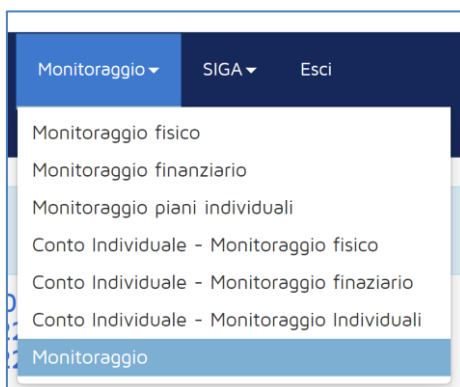 Monitoraggio SIGA Esci
Monitoraggio fisico
Monitoraggio finanziario
Monitoraggio piani individuali
Conto Individuale - Monitoraggio fisico
Conto Individuale - Monitoraggio finaziario
Conto Individuale - Monitoraggio Individuali
Monitoraggio